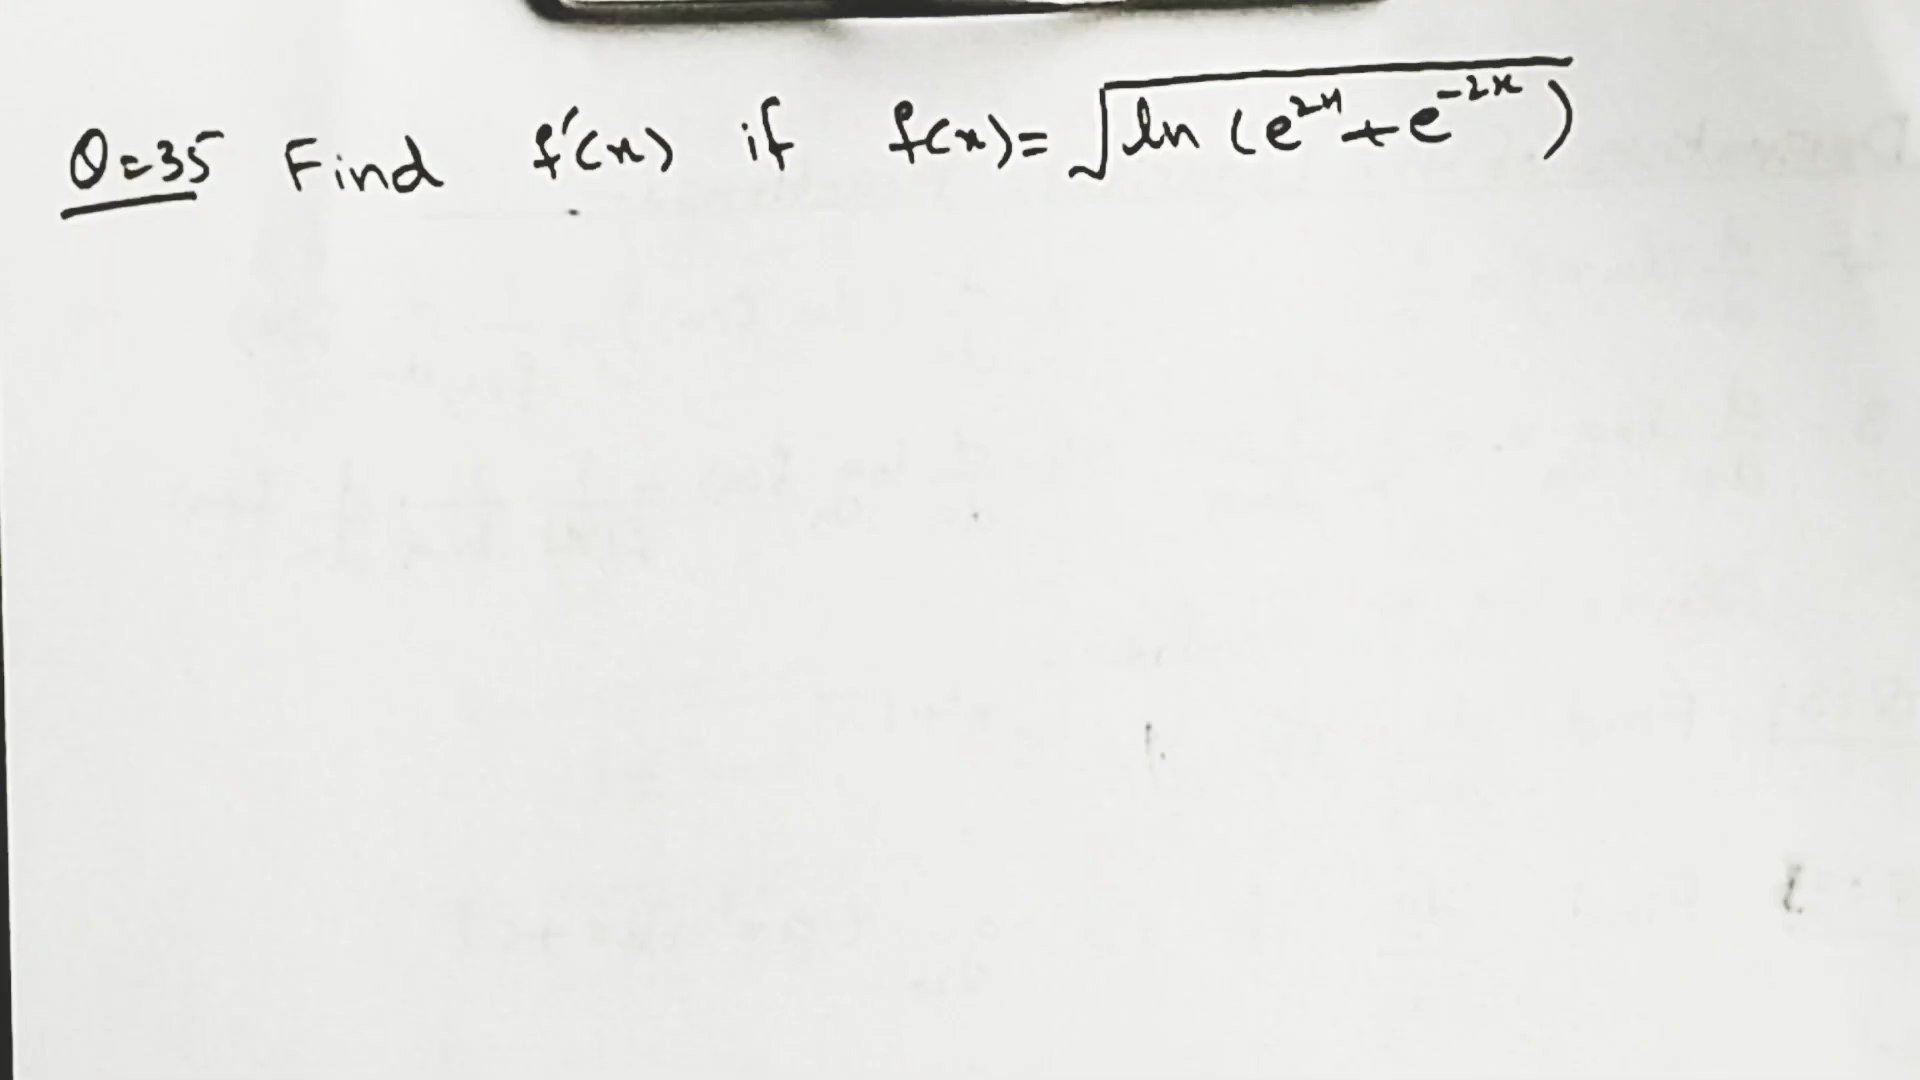 Q=35 Find f'(x) if f(x)= √ln (e^2x + e^-2x)